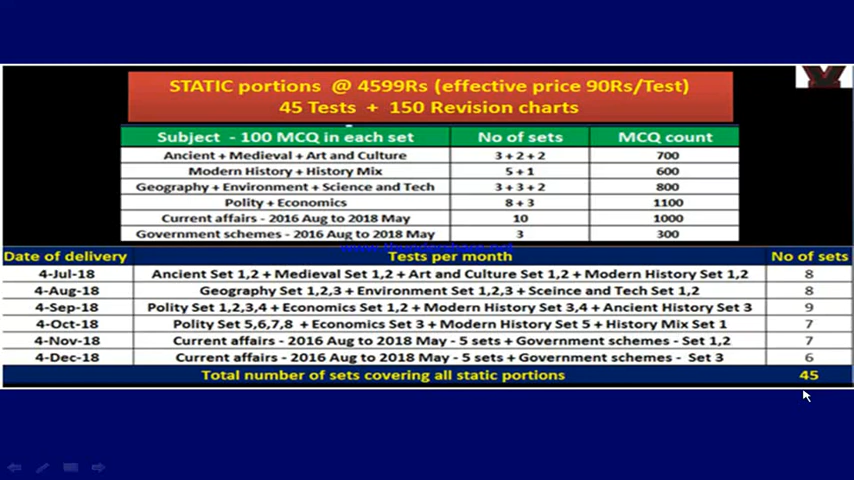 STATIC portions @ 4599Rs (effective price 90Rs/Test)
45 Tests + 150 Revision charts
Subject - 100 MCQ in each set No of sets MCQ count
Ancient + Medieval + Art and Culture 3 + 2 + 2 700
Modern History + History Mix 5 + 1 600
Geography + Environment + Science and Tech 3 + 3 + 2 800
Polity + Economics 8 + 3 1100
Current affairs - 2016 Aug to 2018 May 10 1000
Government schemes - 2016 Aug to 2018 May 3 300
Date of delivery Tests per month No of sets
4-Jul-18 Ancient Set 1,2 + Medieval Set 1,2 + Art and Culture Set 1,2 + Modern History Set 1,2 8
4-Aug-18 Geography Set 1,2,3 + Environment Set 1,2,3 + Sceince and Tech Set 1,2 8
4-Sep-18 Polity Set 1,2,3,4 + Economics Set 1,2 + Modern History Set 3,4 + Ancient History Set 3 9
4-Oct-18 Polity Set 5,6,7,8 + Economics Set 3 + Modern History Set 5 + History Mix Set 1 7
4-Nov-18 Current affairs - 2016 Aug to 2018 May - 5 sets + Government schemes - Set 1,2 7
4-Dec-18 Current affairs - 2016 Aug to 2018 May - 5 sets + Government schemes - Set 3 6
Total number of sets covering all static portions 45